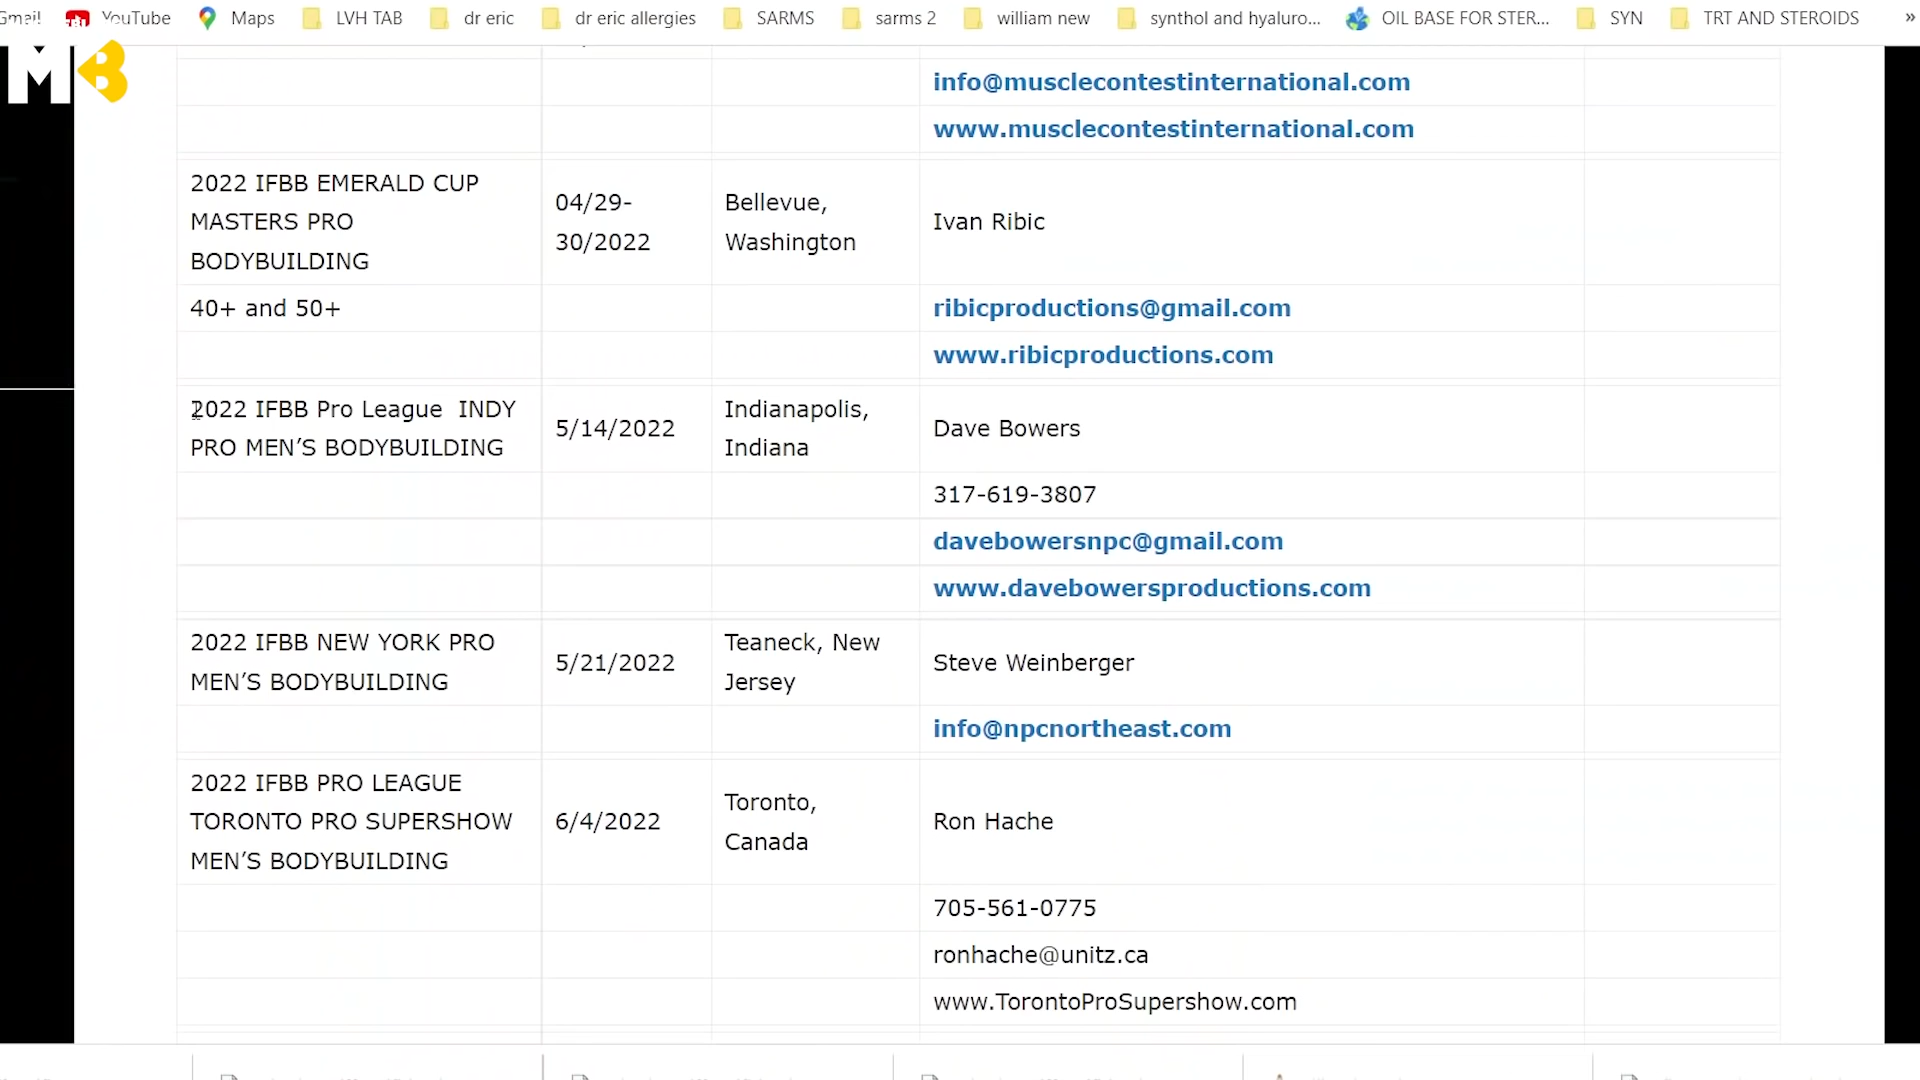 Gmail YouTube Maps LVH TAB dr eric dr eric allergies SARMS sarms 2 william new synthol and hyaluro... OIL BASE FOR STER... SYN TRT AND STEROIDS »
MB
info@musclecontestinternational.com
www.musclecontestinternational.com
2022 IFBB EMERALD CUP
MASTERS PRO
BODYBUILDING
04/29-
30/2022
Bellevue,
Washington
Ivan Ribic
40+ and 50+
ribicproductions@gmail.com
www.ribicproductions.com
2022 IFBB Pro League INDY
PRO MEN’S BODYBUILDING
5/14/2022
Indianapolis,
Indiana
Dave Bowers
317-619-3807
davebowersnpc@gmail.com
www.davebowersproductions.com
2022 IFBB NEW YORK PRO
MEN’S BODYBUILDING
5/21/2022
Teaneck, New
Jersey
Steve Weinberger
info@npcnortheast.com
2022 IFBB PRO LEAGUE
TORONTO PRO SUPERSHOW
MEN’S BODYBUILDING
6/4/2022
Toronto,
Canada
Ron Hache
705-561-0775
ronhache@unitz.ca
www.TorontoProSupershow.com